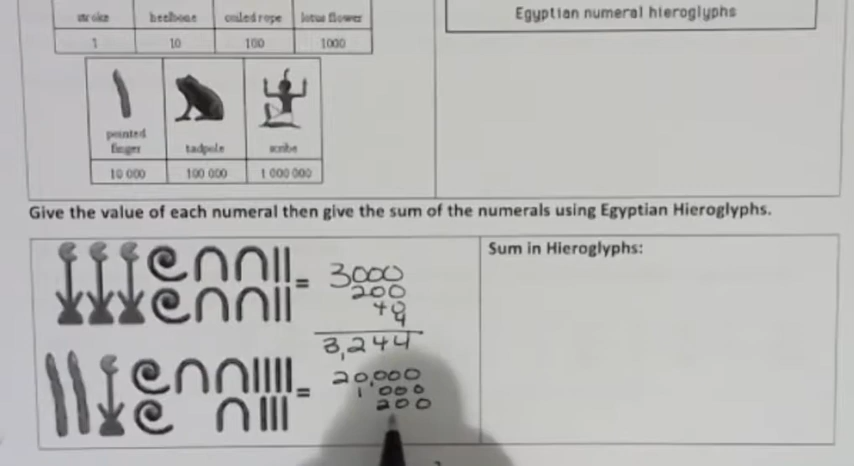 stroke heelbone coiled rope lotus flower
1 10 100 1000
Egyptian numeral hieroglyphs
pointed finger tadpole scribe
10 000 100 000 1 000 000
Give the value of each numeral then give the sum of the numerals using Egyptian Hieroglyphs.
Sum in Hieroglyphs:
= 3000
200
40
4
3,244
= 20,000
1 000
200